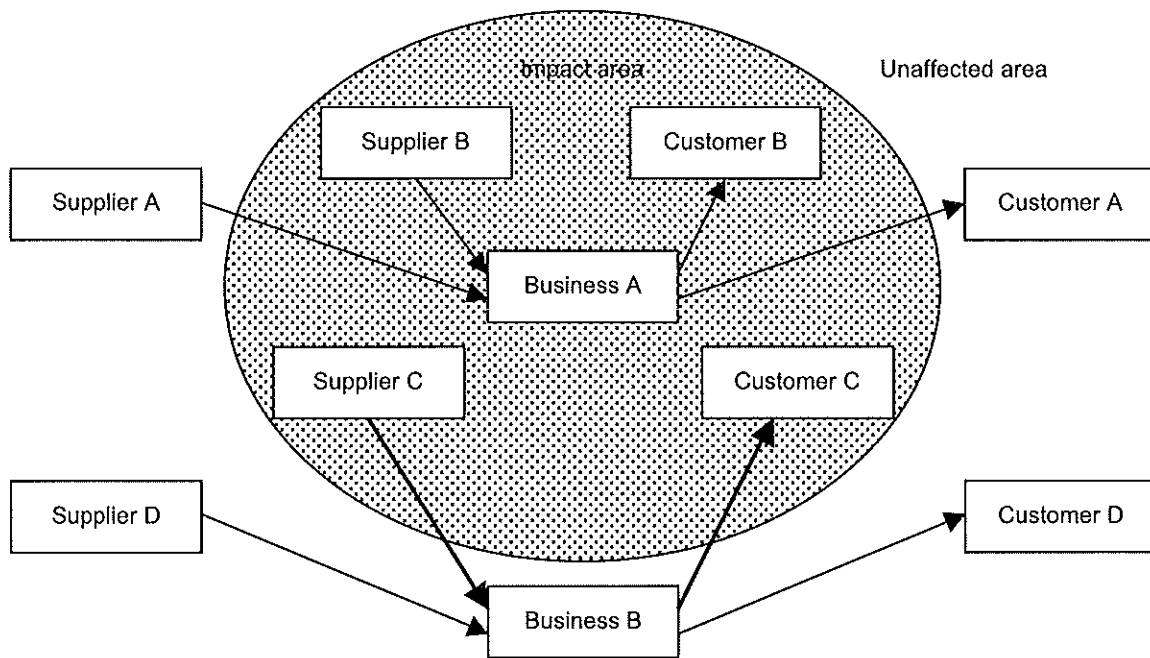 Impact area
Unaffected area
Supplier B
Customer B
Supplier A
Customer A
Business A
Supplier C
Customer C
Supplier D
Customer D
Business B